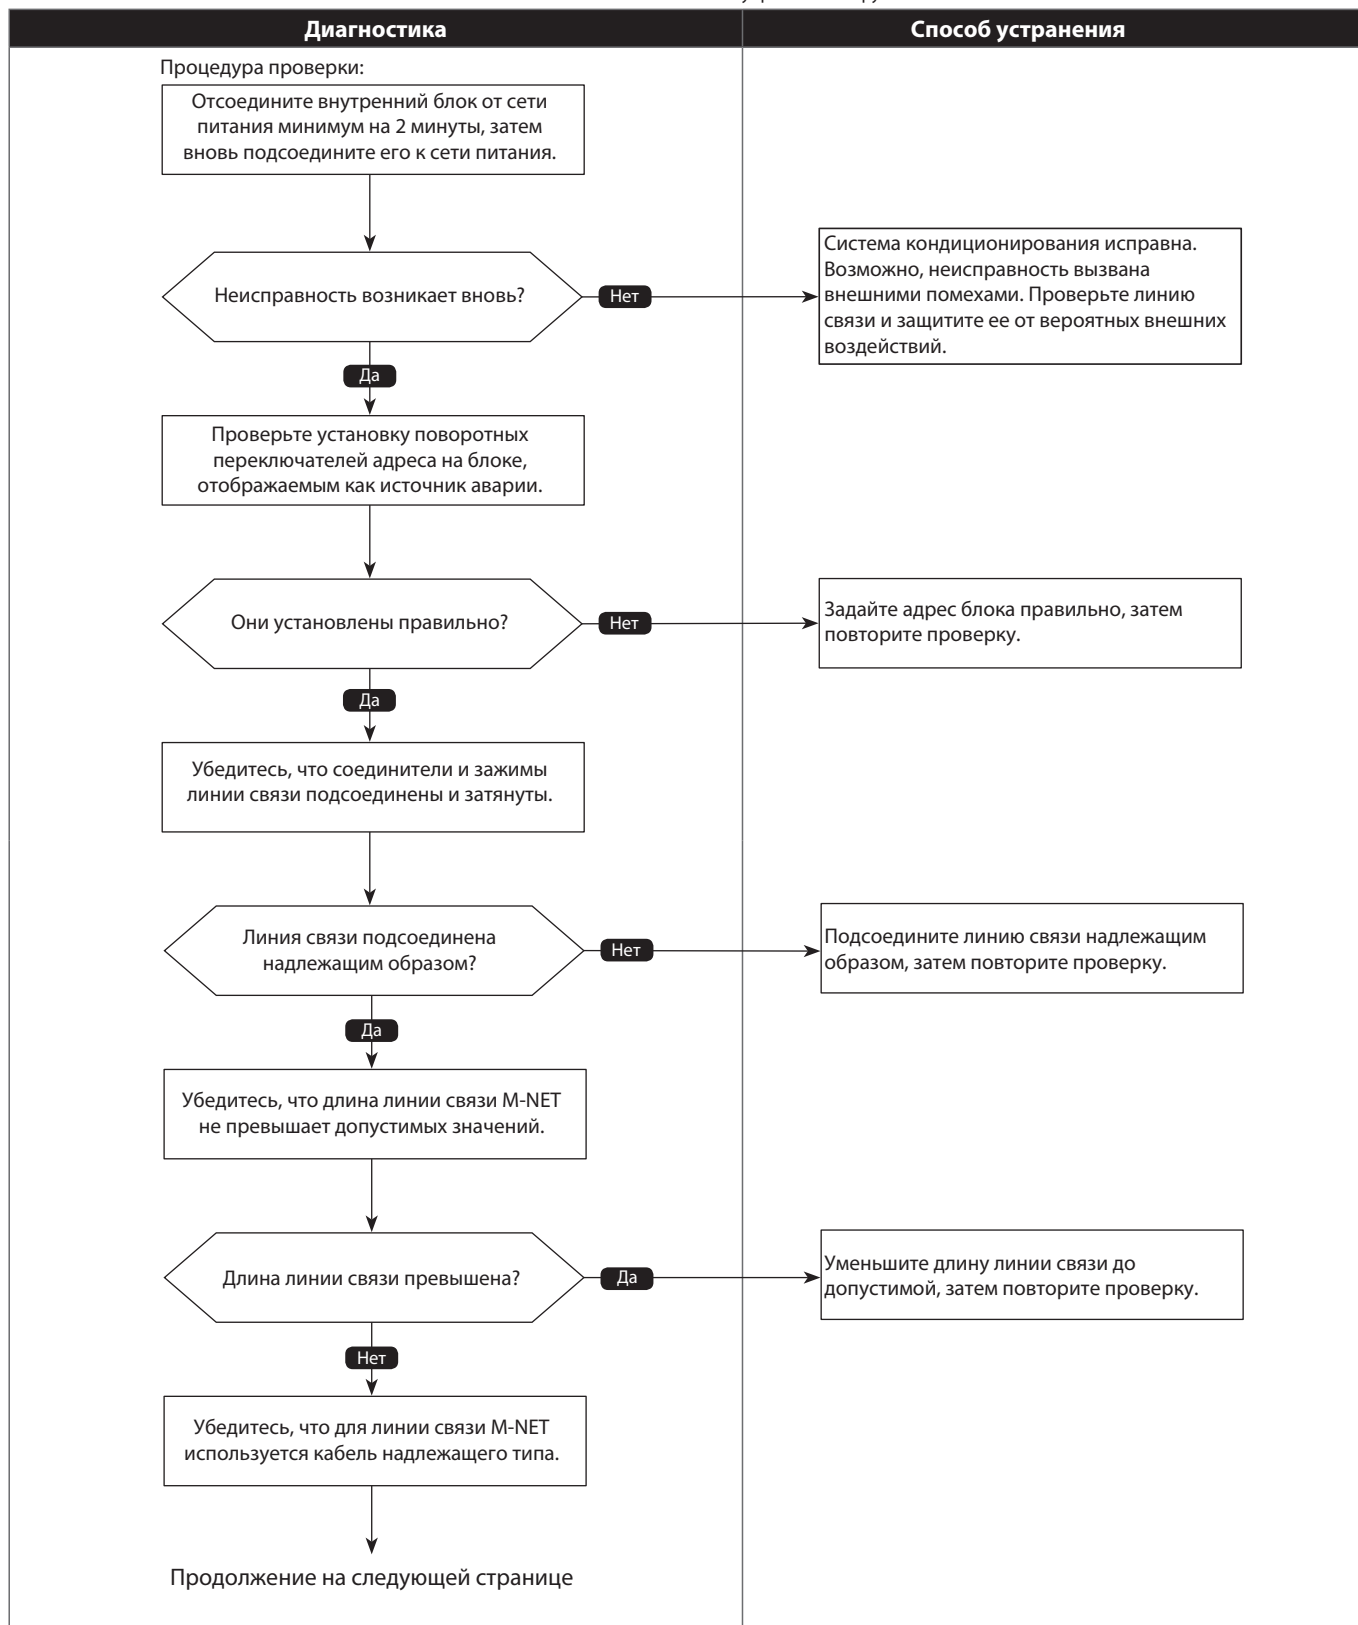 Диагностика
Способ устранения
Процедура проверки:
Отсоедините внутренний блок от сети
питания минимум на 2 минуты, затем
вновь подсоедините его к сети питания.
Неисправность возникает вновь?
Нет
Система кондиционирования исправна.
Возможно, неисправность вызвана
внешними помехами. Проверьте линию
связи и защитите ее от вероятных внешних
воздействий.
Да
Проверьте установку поворотных
переключателей адреса на блоке,
отображаемым как источник аварии.
Они установлены правильно?
Нет
Задайте адрес блока правильно, затем
повторите проверку.
Да
Убедитесь, что соединители и зажимы
линии связи подсоединены и затянуты.
Линия связи подсоединена
надлежащим образом?
Нет
Подсоедините линию связи надлежащим
образом, затем повторите проверку.
Да
Убедитесь, что длина линии связи M-NET
не превышает допустимых значений.
Длина линии связи превышена?
Да
Уменьшите длину линии связи до
допустимой, затем повторите проверку.
Нет
Убедитесь, что для линии связи M-NET
используется кабель надлежащего типа.
Продолжение на следующей странице